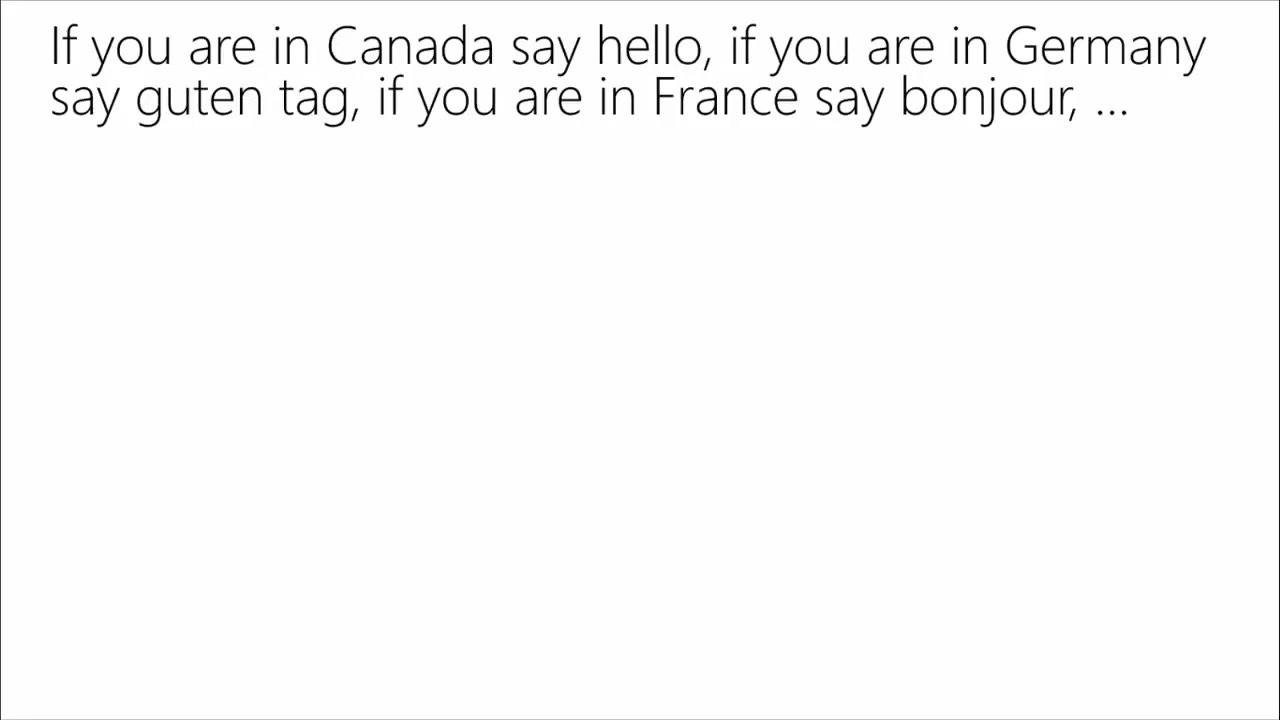 If you are in Canada say hello, if you are in Germany
say guten tag, if you are in France say bonjour, ...